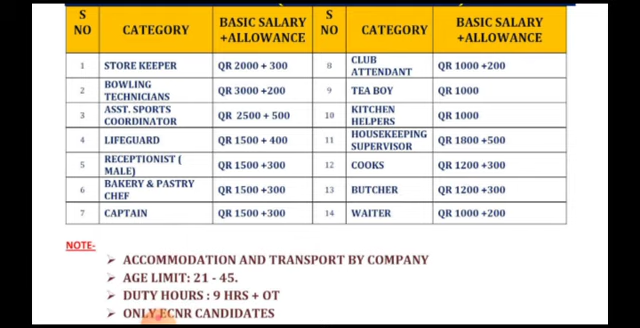 S NO CATEGORY BASIC SALARY +ALLOWANCE S NO CATEGORY BASIC SALARY +ALLOWANCE
1 STORE KEEPER QR 2000 + 300 8 CLUB ATTENDANT QR 1000 +200
2 BOWLING TECHNICIANS QR 3000 +200 9 TEA BOY QR 1000
3 ASST. SPORTS COORDINATOR QR 2500 + 500 10 KITCHEN HELPERS QR 1000
4 LIFEGUARD QR 1500 + 400 11 HOUSEKEEPING SUPERVISOR QR 1800 +500
5 RECEPTIONIST ( MALE) QR 1500 +300 12 COOKS QR 1200 +300
6 BAKERY & PASTRY CHEF QR 1500 +300 13 BUTCHER QR 1200 +300
7 CAPTAIN QR 1500 +300 14 WAITER QR 1000 +200
NOTE-
➢ ACCOMMODATION AND TRANSPORT BY COMPANY
➢ AGE LIMIT: 21 - 45.
➢ DUTY HOURS : 9 HRS + OT
➢ ONLY ECNR CANDIDATES